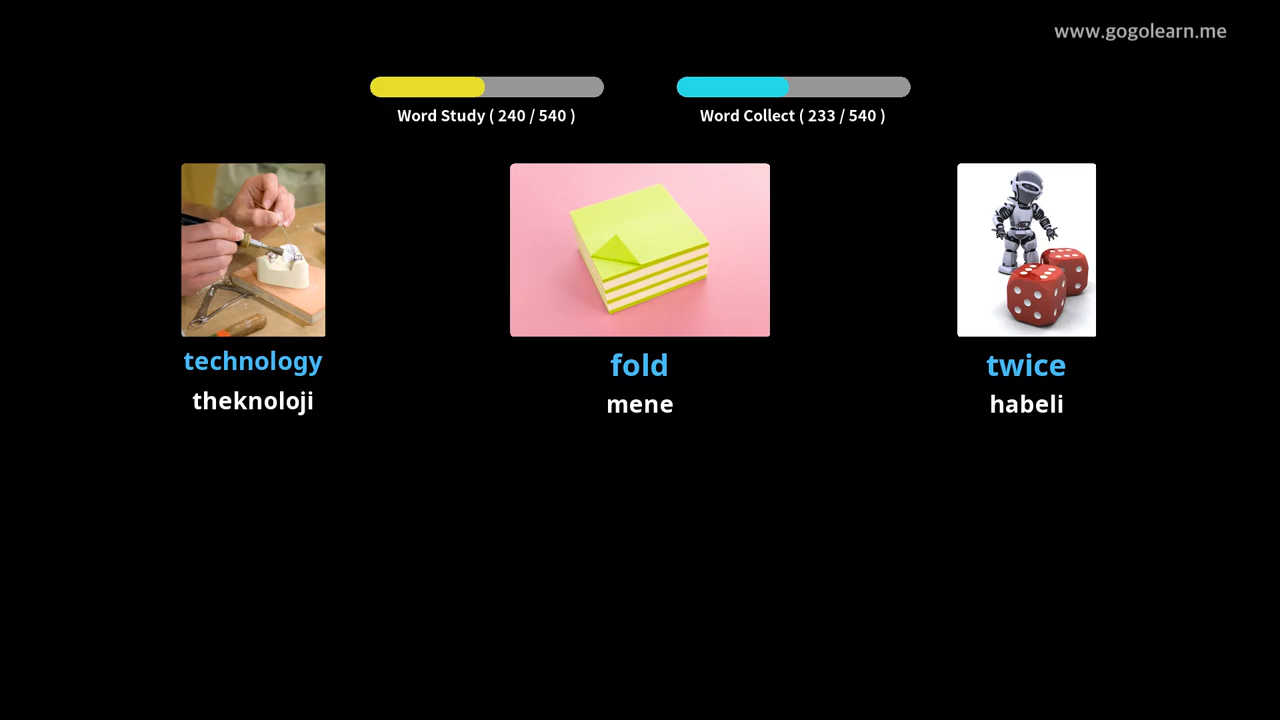 www.gogolearn.me
Word Study ( 240 / 540 )
Word Collect ( 233 / 540 )
technology
theknoloji
fold
mene
twice
habeli